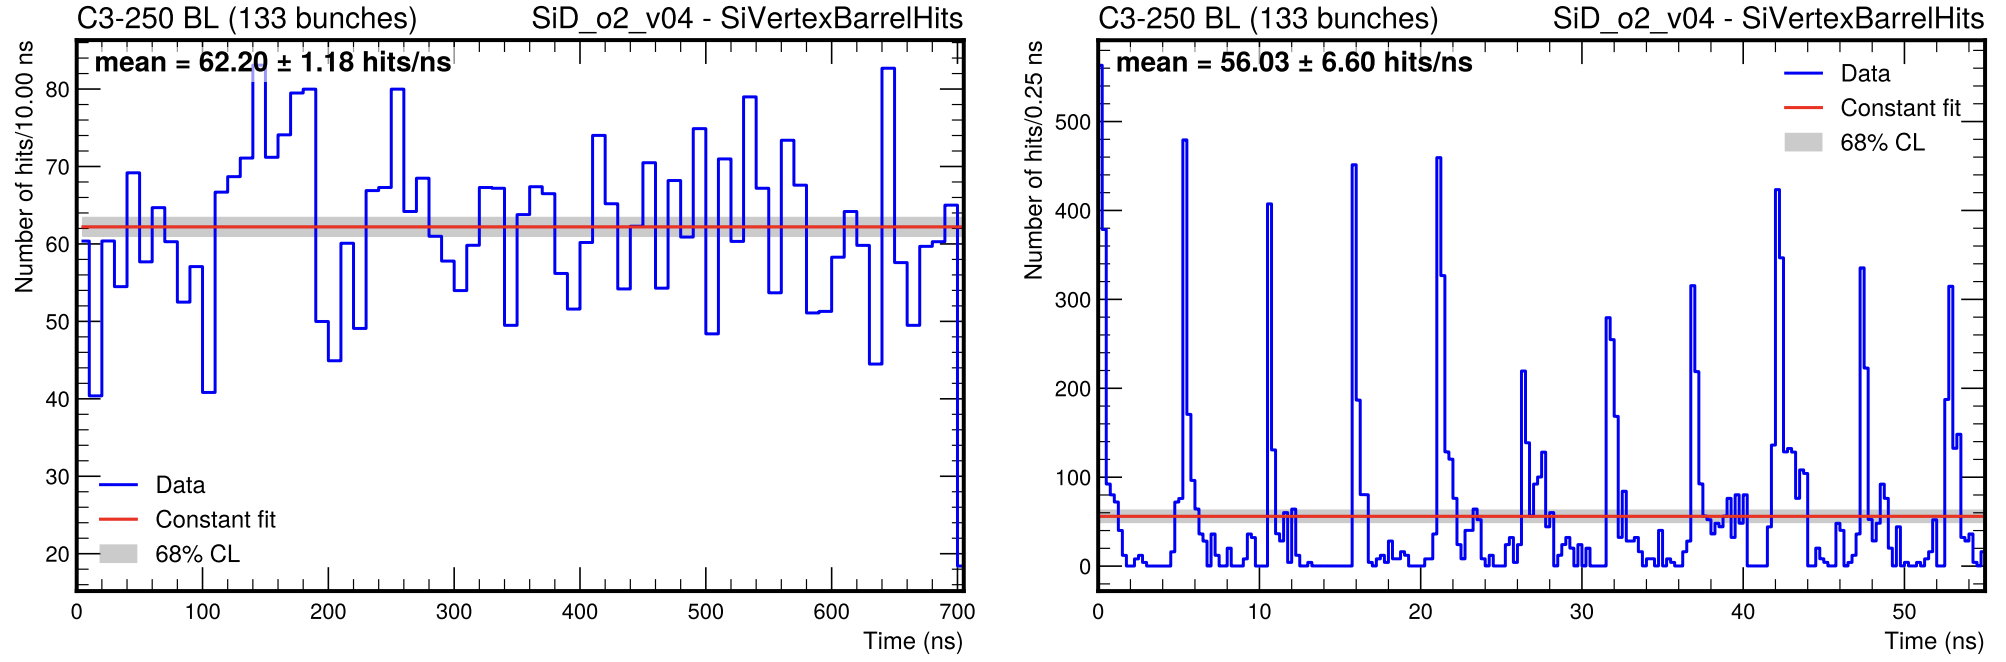 C3-250 BL (133 bunches) SiD_o2_v04 - SiVertexBarrelHits
mean = 62.20 ± 1.18 hits/ns
Number of hits/10.00 ns
80
70
60
50
40
30
20
Data
Constant fit
68% CL
0 100 200 300 400 500 600 700
Time (ns)
C3-250 BL (133 bunches) SiD_o2_v04 - SiVertexBarrelHits
mean = 56.03 ± 6.60 hits/ns
Number of hits/0.25 ns
Data
Constant fit
68% CL
500
400
300
200
100
0
0 10 20 30 40 50
Time (ns)